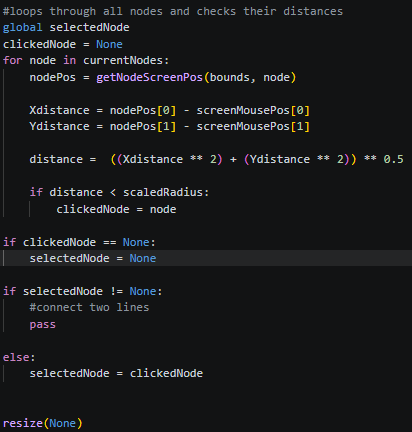 #loops through all nodes and checks their distances
global selectedNode
clickedNode = None
for node in currentNodes:
    nodePos = getNodeScreenPos(bounds, node)

    Xdistance = nodePos[0] - screenMousePos[0]
    Ydistance = nodePos[1] - screenMousePos[1]

    distance =  ((Xdistance ** 2) + (Ydistance ** 2)) ** 0.5

    if distance < scaledRadius:
        clickedNode = node

if clickedNode == None:
    selectedNode = None

if selectedNode != None:
    #connect two lines
    pass

else:
    selectedNode = clickedNode


resize(None)